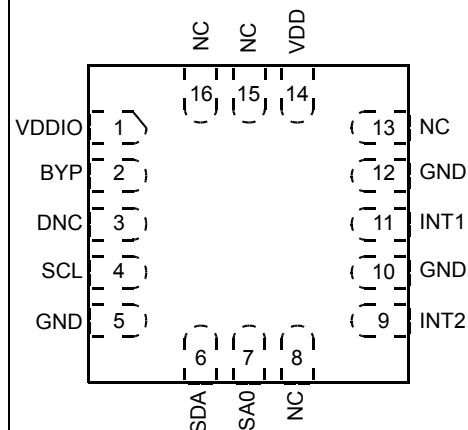 NC NC VDD
16 15 14
VDDIO 1 13 NC
BYP 2 12 GND
DNC 3 11 INT1
SCL 4 10 GND
GND 5 9 INT2
6 7 8
SDA SA0 NC